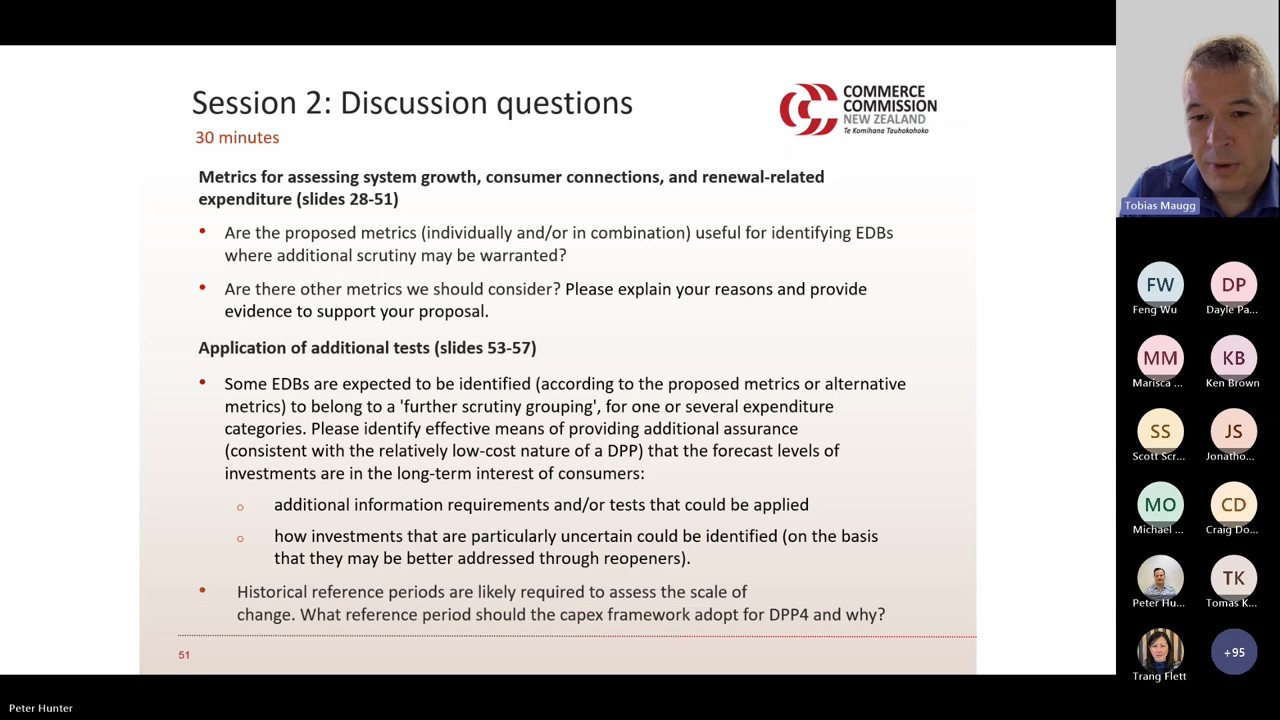 Session 2: Discussion questions
30 minutes
COMMERCE
COMMISSION
NEW ZEALAND
Te Komihana Tauhokohoko
Metrics for assessing system growth, consumer connections, and renewal-related
expenditure (slides 28-51)
• Are the proposed metrics (individually and/or in combination) useful for identifying EDBs
where additional scrutiny may be warranted?
• Are there other metrics we should consider? Please explain your reasons and provide
evidence to support your proposal.
Application of additional tests (slides 53-57)
• Some EDBs are expected to be identified (according to the proposed metrics or alternative
metrics) to belong to a 'further scrutiny grouping', for one or several expenditure
categories. Please identify effective means of providing additional assurance
(consistent with the relatively low-cost nature of a DPP) that the forecast levels of
investments are in the long-term interest of consumers:
o additional information requirements and/or tests that could be applied
o how investments that are particularly uncertain could be identified (on the basis
that they may be better addressed through reopeners).
• Historical reference periods are likely required to assess the scale of
change. What reference period should the capex framework adopt for DPP4 and why?
51
Peter Hunter
Tobias Maugg
FW
Feng Wu
DP
Dayle Pa...
MM
Marisca ...
KB
Ken Brown
SS
Scott Scr...
JS
Jonatho...
MO
Michael ...
CD
Craig Do...
Peter Hu...
TK
Tomas K...
Trang Flett
+95